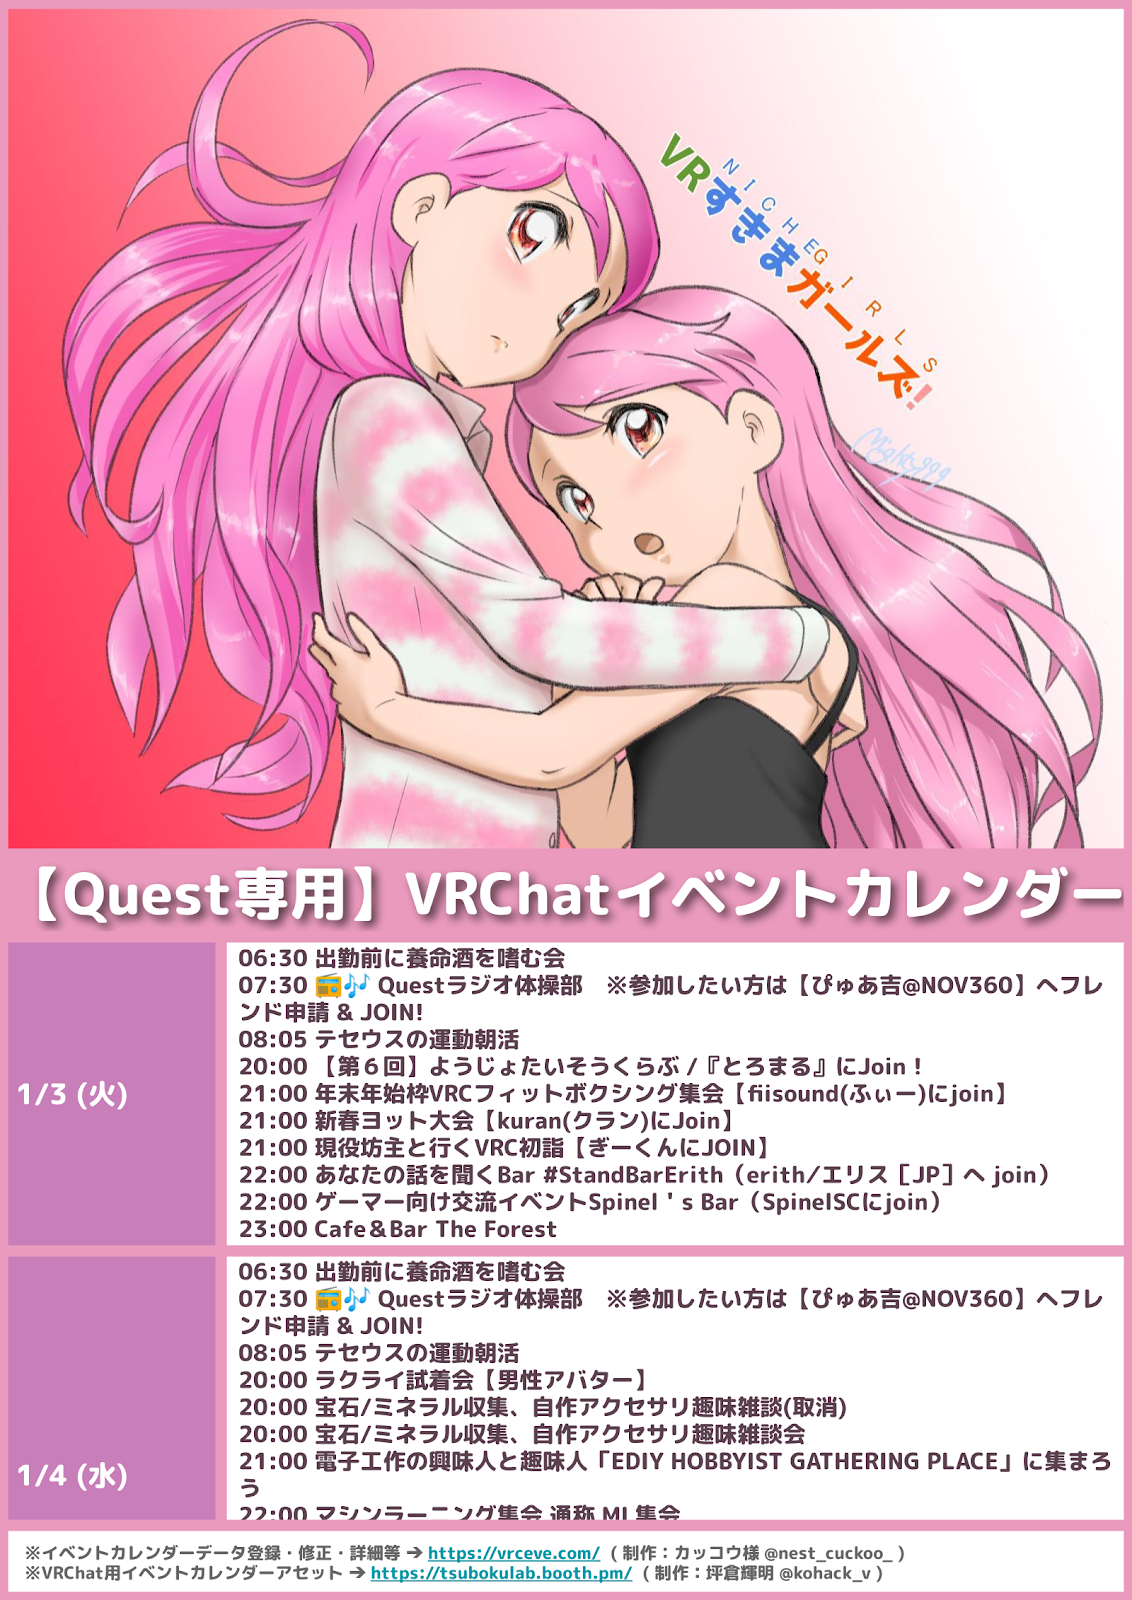 NICHEGIRLS
VRすきまガールズ!
Mighty999
【Quest専用】VRChatイベントカレンダー
1/3 (火)
06:30 出勤前に養命酒を嗜む会
07:30 📻🎶 Questラジオ体操部　※参加したい方は【ぴゅあ吉@NOV360】へフレ
ンド申請 & JOIN!
08:05 テセウスの運動朝活
20:00 【第６回】ようじょたいそうくらぶ /『とろまる』にJoin！
21:00 年末年始枠VRCフィットボクシング集会【fiisound(ふぃー)にjoin】
21:00 新春ヨット大会【kuran(クラン)にJoin】
21:00 現役坊主と行くVRC初詣【ぎーくんにJOIN】
22:00 あなたの話を聞くBar #StandBarErith（erith/エリス［JP］へ join）
22:00 ゲーマー向け交流イベントSpinel＇s Bar（SpinelSCにjoin）
23:00 Cafe＆Bar The Forest
1/4 (水)
06:30 出勤前に養命酒を嗜む会
07:30 📻🎶 Questラジオ体操部　※参加したい方は【ぴゅあ吉@NOV360】へフレ
ンド申請 & JOIN!
08:05 テセウスの運動朝活
20:00 ラクライ試着会【男性アバター】
20:00 宝石/ミネラル収集、自作アクセサリ趣味雑談(取消)
20:00 宝石/ミネラル収集、自作アクセサリ趣味雑談会
21:00 電子工作の興味人と趣味人「EDIY HOBBYIST GATHERING PLACE」に集まろ
う
22:00 マシンラーニング集会 通称 ML集会
※イベントカレンダーデータ登録・修正・詳細等 ➔ https://vrceve.com/ ( 制作：カッコウ様 @nest_cuckoo_ )
※VRChat用イベントカレンダーアセット ➔ https://tsubokulab.booth.pm/ ( 制作：坪倉輝明 @kohack_v )